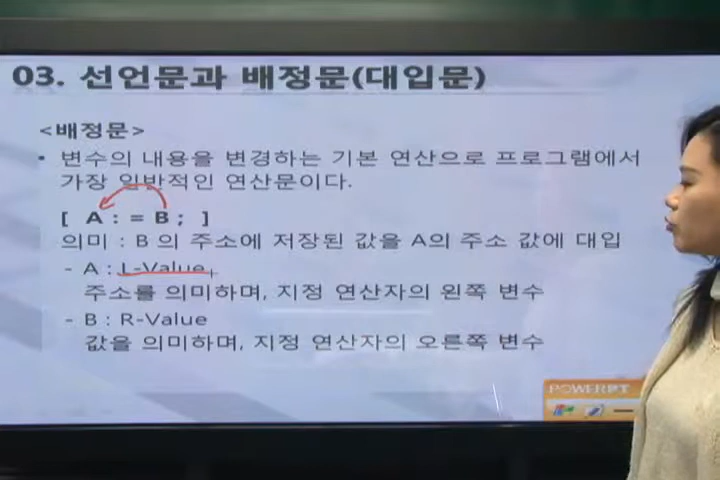 03. 선언문과 배정문(대입문)
<배정문>
• 변수의 내용을 변경하는 기본 연산으로 프로그램에서
가장 일반적인 연산문이다.
[ A : = B ; ]
의미 : B 의 주소에 저장된 값을 A의 주소 값에 대입
- A : L-Value
주소를 의미하며, 지정 연산자의 왼쪽 변수
- B : R-Value
값을 의미하며, 지정 연산자의 오른쪽 변수
POWERPT